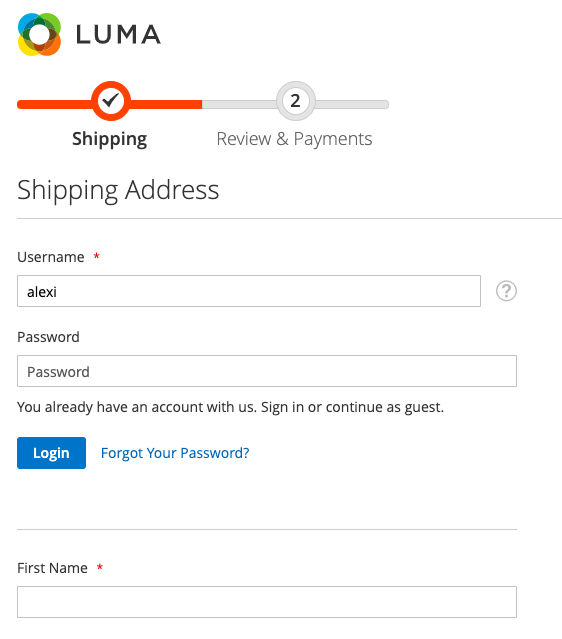 LUMA
2
Shipping Review & Payments
Shipping Address
Username *
alexi
?
Password
Password
You already have an account with us. Sign in or continue as guest.
Login Forgot Your Password?
First Name *